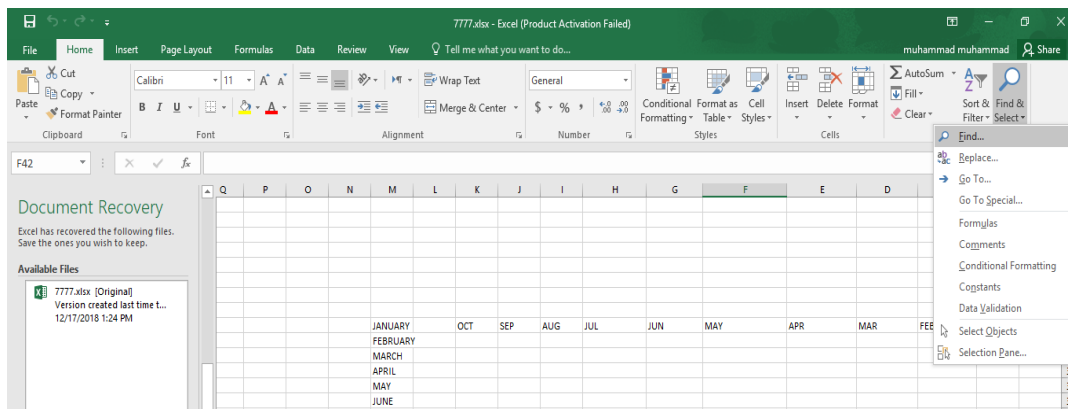 7777.xlsx - Excel (Product Activation Failed)
File Home Insert Page Layout Formulas Data Review View Tell me what you want to do... muhammad muhammad Share
Paste
Cut
Copy
Format Painter
Clipboard
Calibri 11 A A
B I U A
Font
Wrap Text
Merge & Center
Alignment
General
$ % , .0 .00 .00 .0
Number
Conditional Formatting
Format as Table
Cell Styles
Styles
Insert Delete Format
Cells
AutoSum
Fill
Clear
Sort & Filter
Find & Select
Find...
Replace...
Go To...
Go To Special...
Formulas
Comments
Conditional Formatting
Constants
Data Validation
Select Objects
Selection Pane...
F42 fx
Document Recovery
Excel has recovered the following files.
Save the ones you wish to keep.
Available Files
7777.xlsx [Original]
Version created last time t...
12/17/2018 1:24 PM
Q P O N M L K J I H G F E D
JANUARY OCT SEP AUG JUL JUN MAY APR MAR FEB
FEBRUARY
MARCH
APRIL
MAY
JUNE